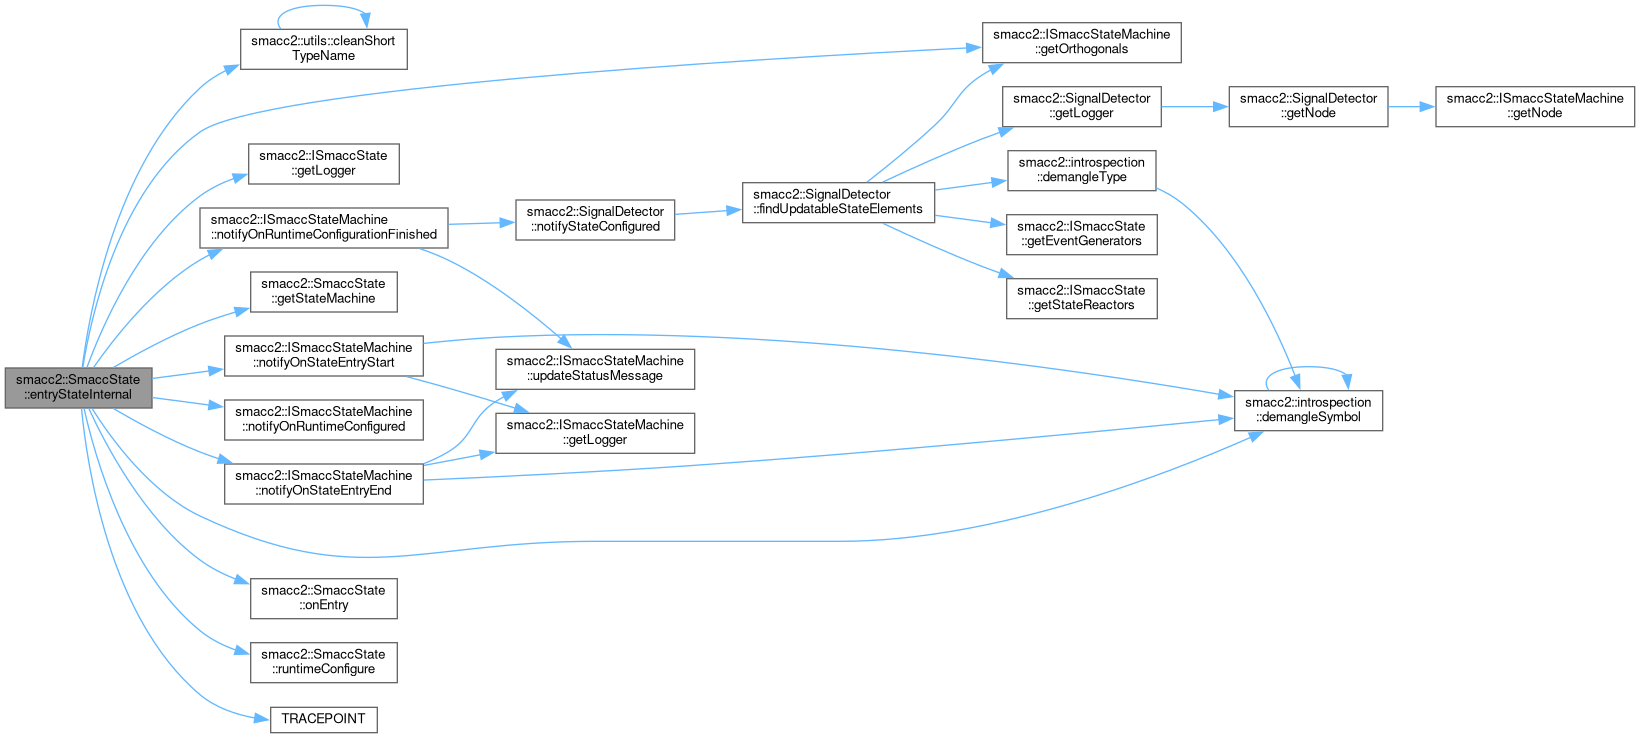 smacc2::SmaccState
::entryStateInternal
smacc2::utils::cleanShort
TypeName
smacc2::ISmaccState
::getLogger
smacc2::ISmaccStateMachine
::notifyOnRuntimeConfigurationFinished
smacc2::SmaccState
::getStateMachine
smacc2::ISmaccStateMachine
::notifyOnStateEntryStart
smacc2::ISmaccStateMachine
::notifyOnRuntimeConfigured
smacc2::ISmaccStateMachine
::notifyOnStateEntryEnd
smacc2::SmaccState
::onEntry
smacc2::SmaccState
::runtimeConfigure
TRACEPOINT
smacc2::SignalDetector
::notifyStateConfigured
smacc2::ISmaccStateMachine
::updateStatusMessage
smacc2::ISmaccStateMachine
::getLogger
smacc2::SignalDetector
::findUpdatableStateElements
smacc2::ISmaccStateMachine
::getOrthogonals
smacc2::SignalDetector
::getLogger
smacc2::introspection
::demangleType
smacc2::ISmaccState
::getEventGenerators
smacc2::ISmaccState
::getStateReactors
smacc2::SignalDetector
::getNode
smacc2::introspection
::demangleSymbol
smacc2::ISmaccStateMachine
::getNode